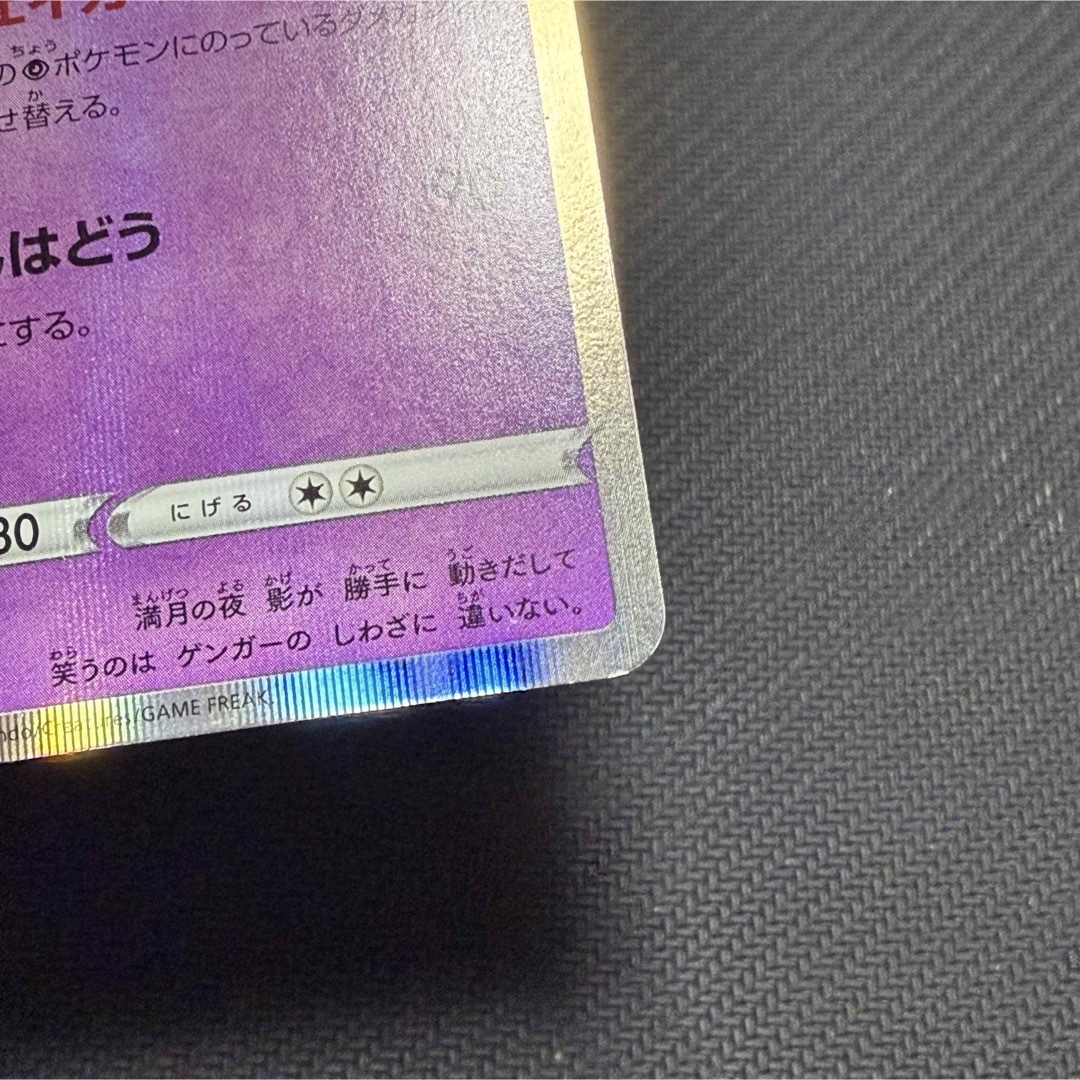 の ポケモンにのっているダメカ
せ替える。
はどう
にする。
30
にげる
満月の夜 影が 勝手に 動きだして
笑うのは ゲンガーの しわざに 違いない。
ndo/Creatures/GAME FREAK.